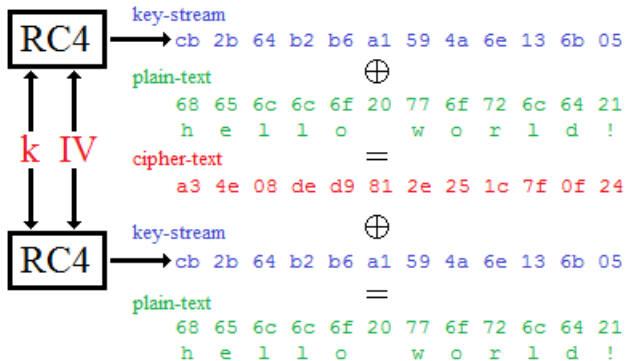 key-stream
RC4
cb 2b 64 b2 b6 a1 59 4a 6e 13 6b 05
⊕
plain-text
68 65 6c 6c 6f 20 77 6f 72 6c 64 21
h e l l o w o r l d !
k IV
cipher-text
=
a3 4e 08 de d9 81 2e 25 1c 7f 0f 24
key-stream
⊕
RC4
cb 2b 64 b2 b6 a1 59 4a 6e 13 6b 05
plain-text
=
68 65 6c 6c 6f 20 77 6f 72 6c 64 21
h e l l o w o r l d !